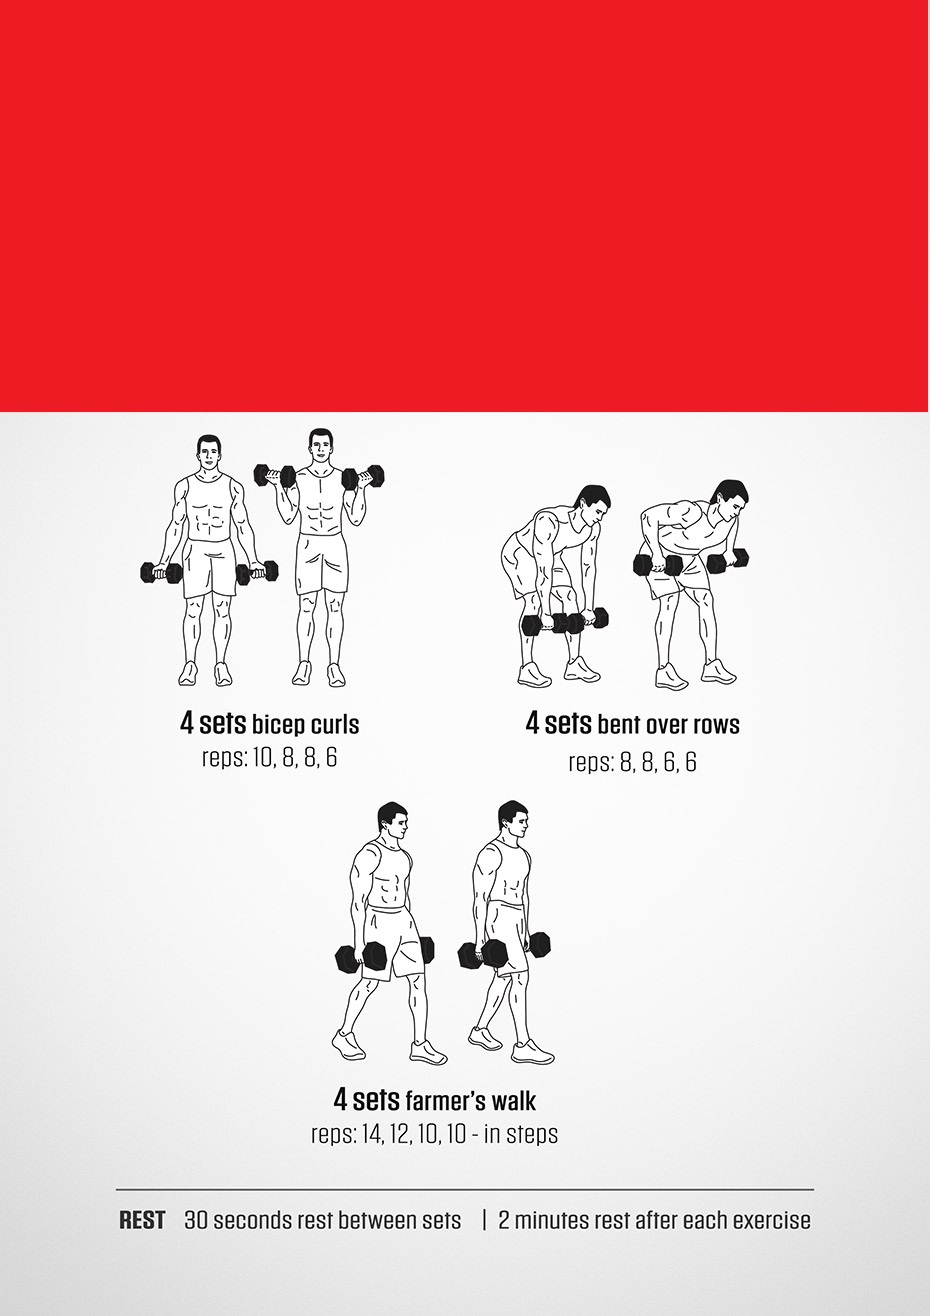 4 sets bicep curls
reps: 10, 8, 8, 6
4 sets bent over rows
reps: 8, 8, 6, 6
4 sets farmer’s walk
reps: 14, 12, 10, 10 - in steps
REST 30 seconds rest between sets | 2 minutes rest after each exercise